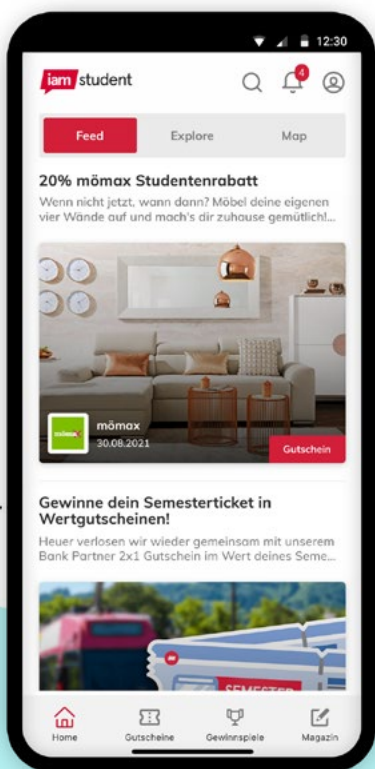 12:30
iam student
4
Feed Explore Map
20% mömax Studentenrabatt
Wenn nicht jetzt, wann dann? Möbel deine eigenen
vier Wände auf und mach's dir zuhause gemütlich!...
mömax
mömax
30.08.2021
Gutschein
Gewinne dein Semesterticket in
Wertgutscheinen!
Heuer verlosen wir wieder gemeinsam mit unserem
Bank Partner 2x1 Gutschein im Wert deines Seme...
SEMESTER
Home Gutscheine Gewinnspiele Magazin